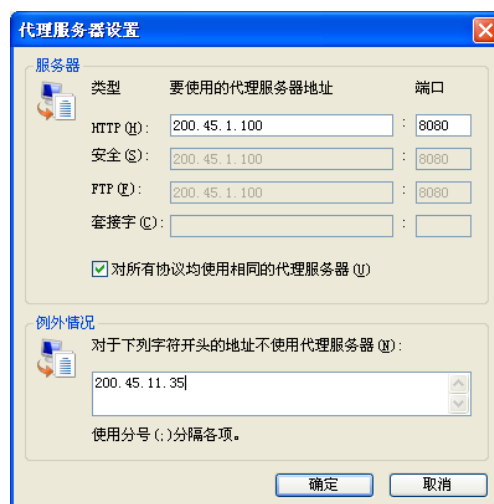 代理服务器设置
服务器
类型 要使用的代理服务器地址 端口
HTTP(H): 200.45.1.100 : 8080
安全(S): 200.45.1.100 : 8080
FTP(F): 200.45.1.100 : 8080
套接字(C): :
对所有协议均使用相同的代理服务器(U)
例外情况
对于下列字符开头的地址不使用代理服务器(N):
200.45.11.35
使用分号(;)分隔各项。
确定 取消